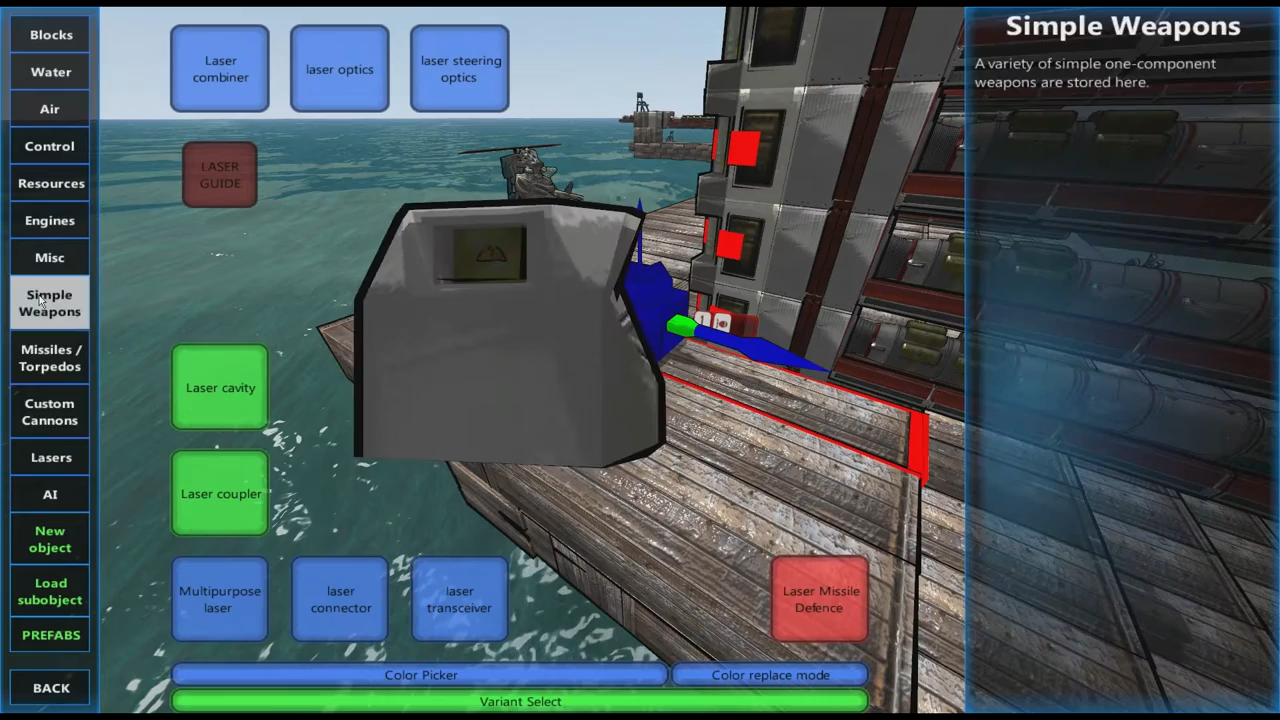 Blocks
Water
Air
Control
Resources
Engines
Misc
Simple
Weapons
Missiles /
Torpedos
Custom
Cannons
Lasers
AI
New
object
Load
subobject
PREFABS
BACK
Laser
combiner
laser optics
laser steering
optics
LASER
GUIDE
Laser cavity
Laser coupler
Multipurpose
laser
laser
connector
laser
transceiver
Laser Missile
Defence
Color Picker
Color replace mode
Variant Select
Simple Weapons
A variety of simple one-component
weapons are stored here.